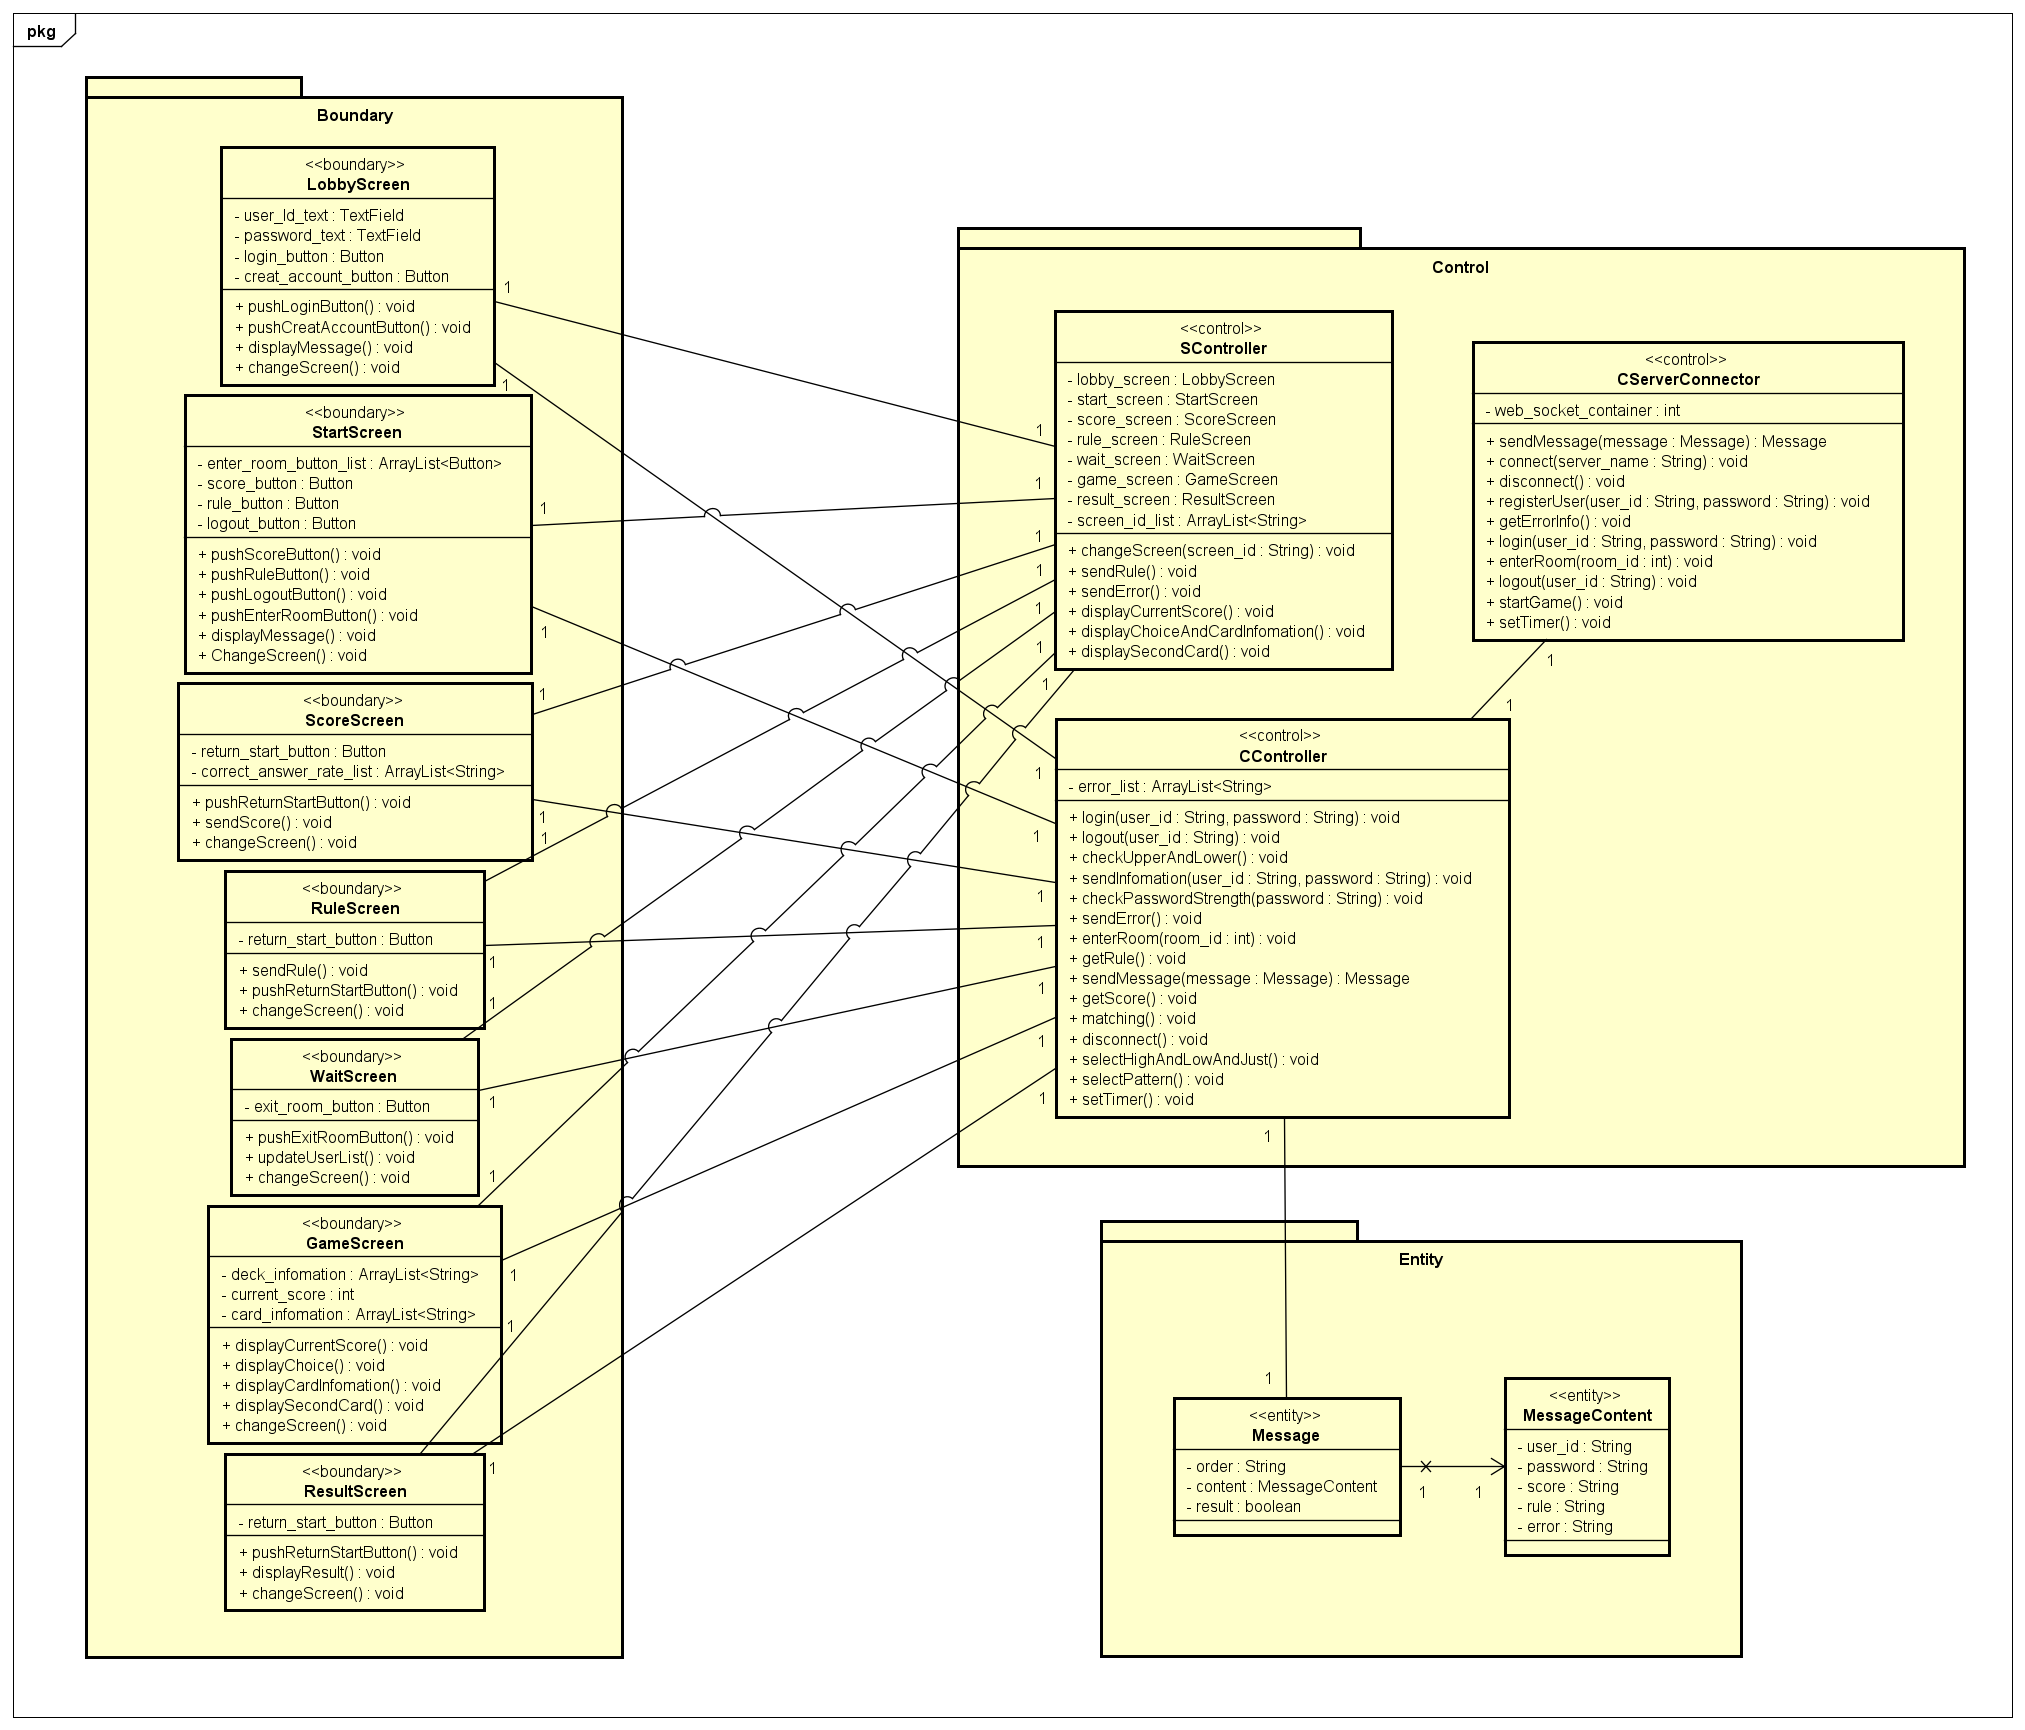 pkg
Boundary
<<boundary>>
LobbyScreen
- user_Id_text : TextField
- password_text : TextField
- login_button : Button
- creat_account_button : Button
+ pushLoginButton() : void
+ pushCreatAccountButton() : void
+ displayMessage() : void
+ changeScreen() : void
1
1
<<boundary>>
StartScreen
- enter_room_button_list : ArrayList<Button>
- score_button : Button
- rule_button : Button
- logout_button : Button
+ pushScoreButton() : void
+ pushRuleButton() : void
+ pushLogoutButton() : void
+ pushEnterRoomButton() : void
+ displayMessage() : void
+ ChangeScreen() : void
1
1
<<boundary>>
ScoreScreen
- return_start_button : Button
- correct_answer_rate_list : ArrayList<String>
+ pushReturnStartButton() : void
+ sendScore() : void
+ changeScreen() : void
1
1
1
<<boundary>>
RuleScreen
- return_start_button : Button
+ sendRule() : void
+ pushReturnStartButton() : void
+ changeScreen() : void
1
1
<<boundary>>
WaitScreen
- exit_room_button : Button
+ pushExitRoomButton() : void
+ updateUserList() : void
+ changeScreen() : void
1
1
<<boundary>>
GameScreen
- deck_infomation : ArrayList<String>
- current_score : int
- card_infomation : ArrayList<String>
+ displayCurrentScore() : void
+ displayChoice() : void
+ displayCardInfomation() : void
+ displaySecondCard() : void
+ changeScreen() : void
1
1
<<boundary>>
ResultScreen
- return_start_button : Button
+ pushReturnStartButton() : void
+ displayResult() : void
+ changeScreen() : void
1
Control
<<control>>
SController
- lobby_screen : LobbyScreen
- start_screen : StartScreen
- score_screen : ScoreScreen
- rule_screen : RuleScreen
- wait_screen : WaitScreen
- game_screen : GameScreen
- result_screen : ResultScreen
- screen_id_list : ArrayList<String>
+ changeScreen(screen_id : String) : void
+ sendRule() : void
+ sendError() : void
+ displayCurrentScore() : void
+ displayChoiceAndCardInfomation() : void
+ displaySecondCard() : void
1
1
1
1
1
1
1
<<control>>
CServerConnector
- web_socket_container : int
+ sendMessage(message : Message) : Message
+ connect(server_name : String) : void
+ disconnect() : void
+ registerUser(user_id : String, password : String) : void
+ getErrorInfo() : void
+ login(user_id : String, password : String) : void
+ enterRoom(room_id : int) : void
+ logout(user_id : String) : void
+ startGame() : void
+ setTimer() : void
1
1
<<control>>
CController
- error_list : ArrayList<String>
+ login(user_id : String, password : String) : void
+ logout(user_id : String) : void
+ checkUpperAndLower() : void
+ sendInfomation(user_id : String, password : String) : void
+ checkPasswordStrength(password : String) : void
+ sendError() : void
+ enterRoom(room_id : int) : void
+ getRule() : void
+ sendMessage(message : Message) : Message
+ getScore() : void
+ matching() : void
+ disconnect() : void
+ selectHighAndLowAndJust() : void
+ selectPattern() : void
+ setTimer() : void
1
1
1
1
1
1
1
1
Entity
1
<<entity>>
Message
- order : String
- content : MessageContent
- result : boolean
1
1
<<entity>>
MessageContent
- user_id : String
- password : String
- score : String
- rule : String
- error : String